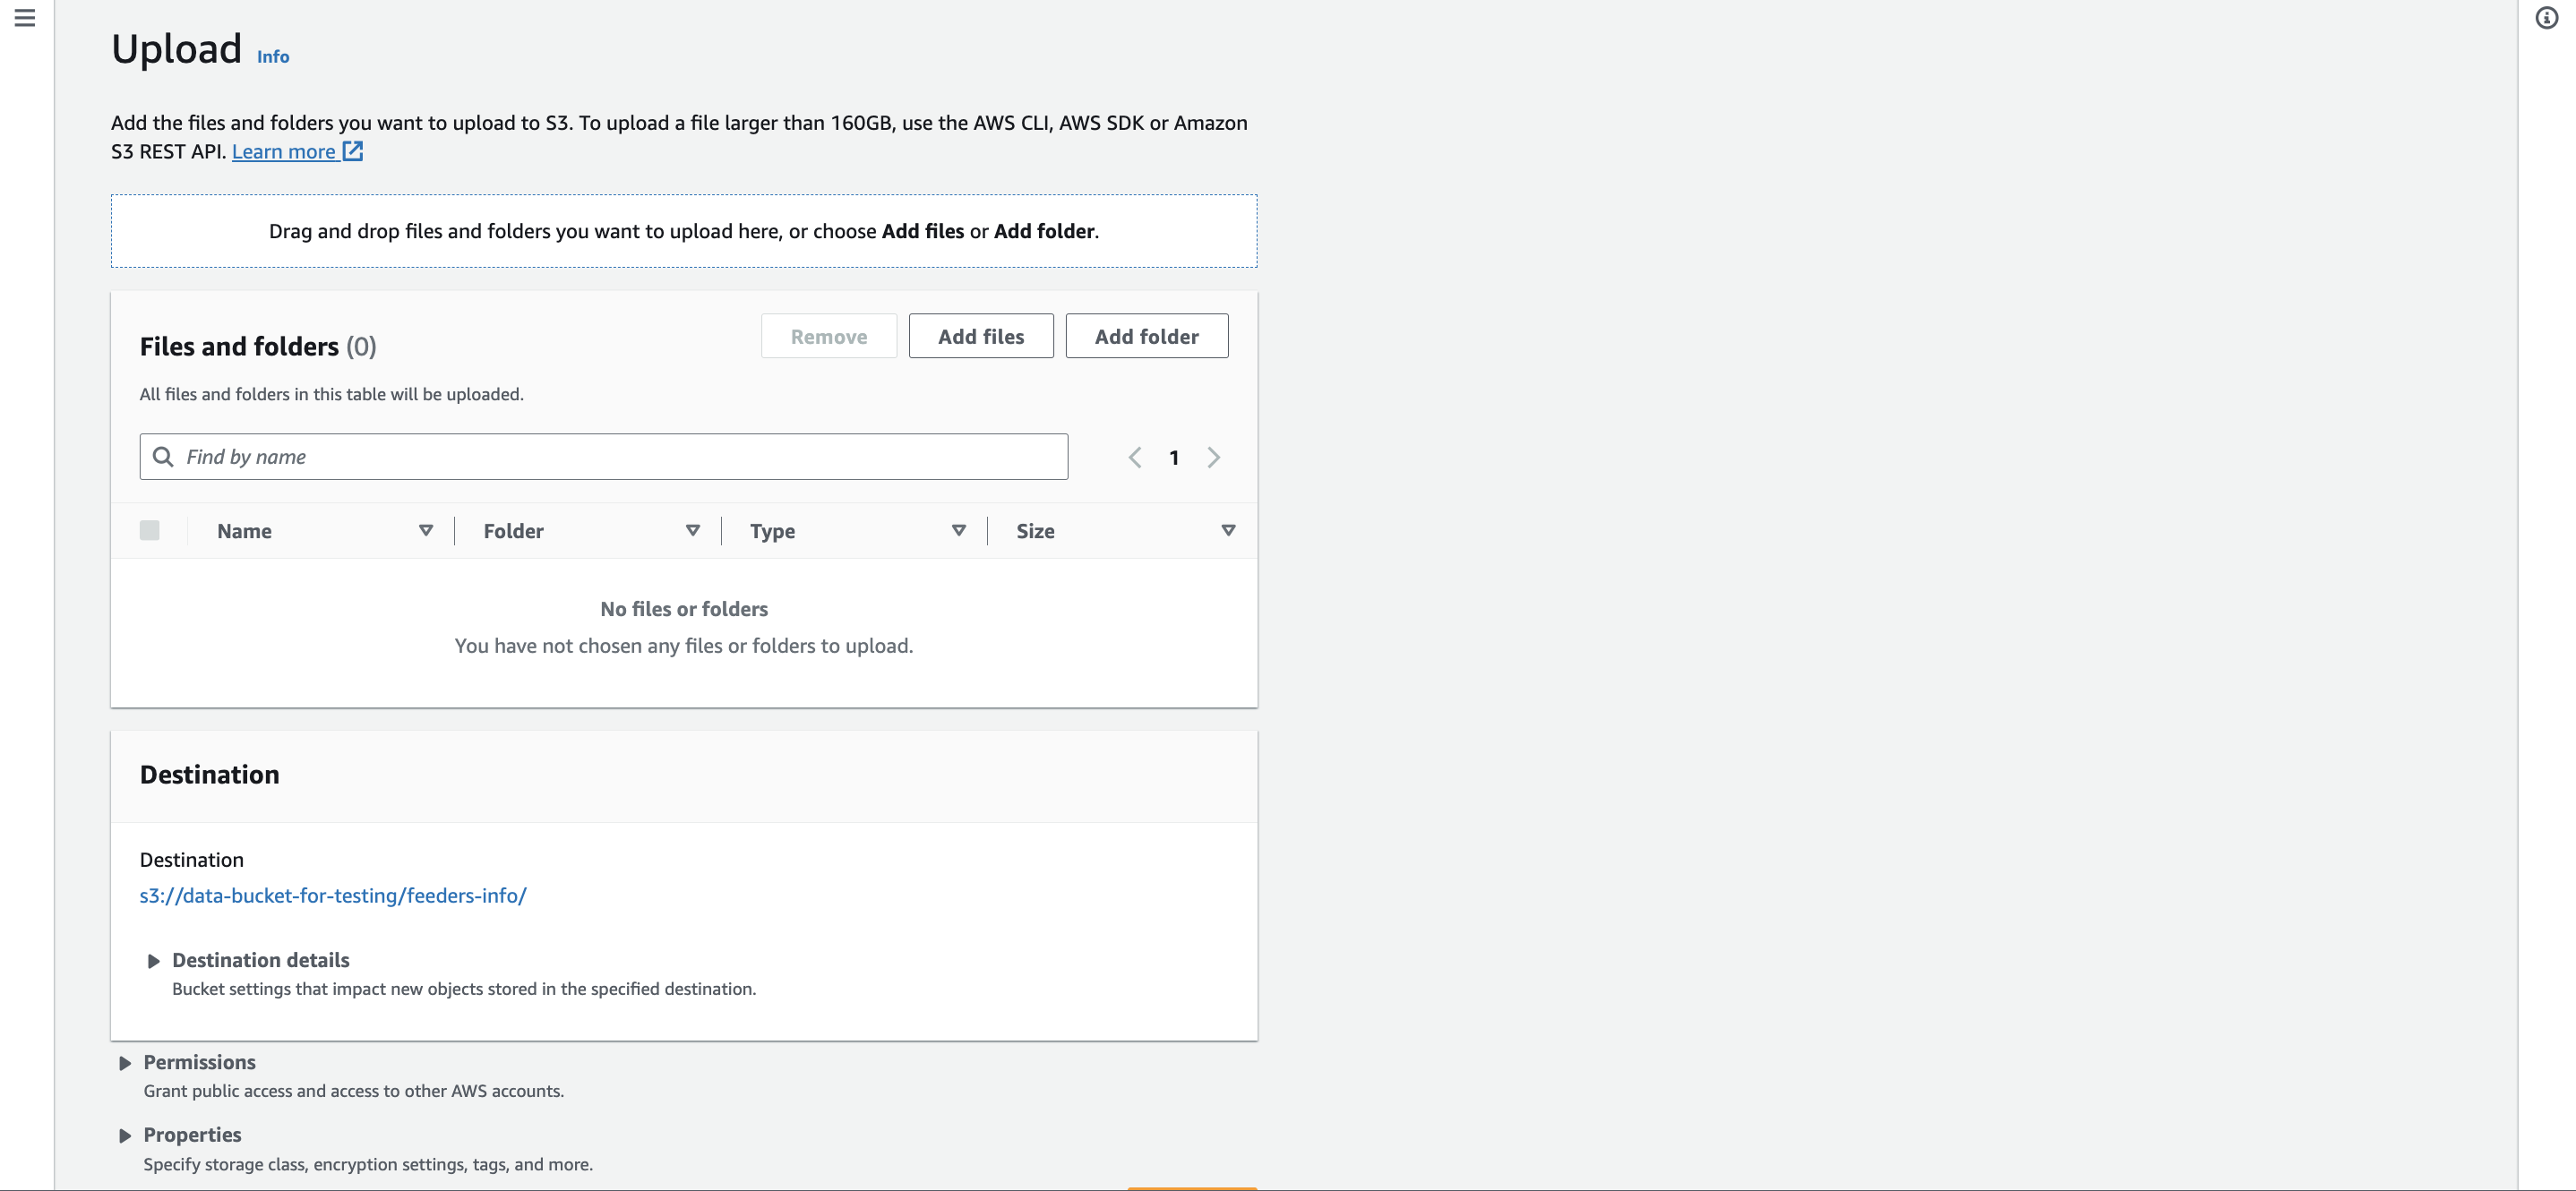 Upload Info
Add the files and folders you want to upload to S3. To upload a file larger than 160GB, use the AWS CLI, AWS SDK or Amazon
S3 REST API. Learn more
Drag and drop files and folders you want to upload here, or choose Add files or Add folder.
Files and folders (0)
Remove
Add files
Add folder
All files and folders in this table will be uploaded.
Find by name
1
Name Folder Type Size
No files or folders
You have not chosen any files or folders to upload.
Destination
Destination
s3://data-bucket-for-testing/feeders-info/
Destination details
Bucket settings that impact new objects stored in the specified destination.
Permissions
Grant public access and access to other AWS accounts.
Properties
Specify storage class, encryption settings, tags, and more.